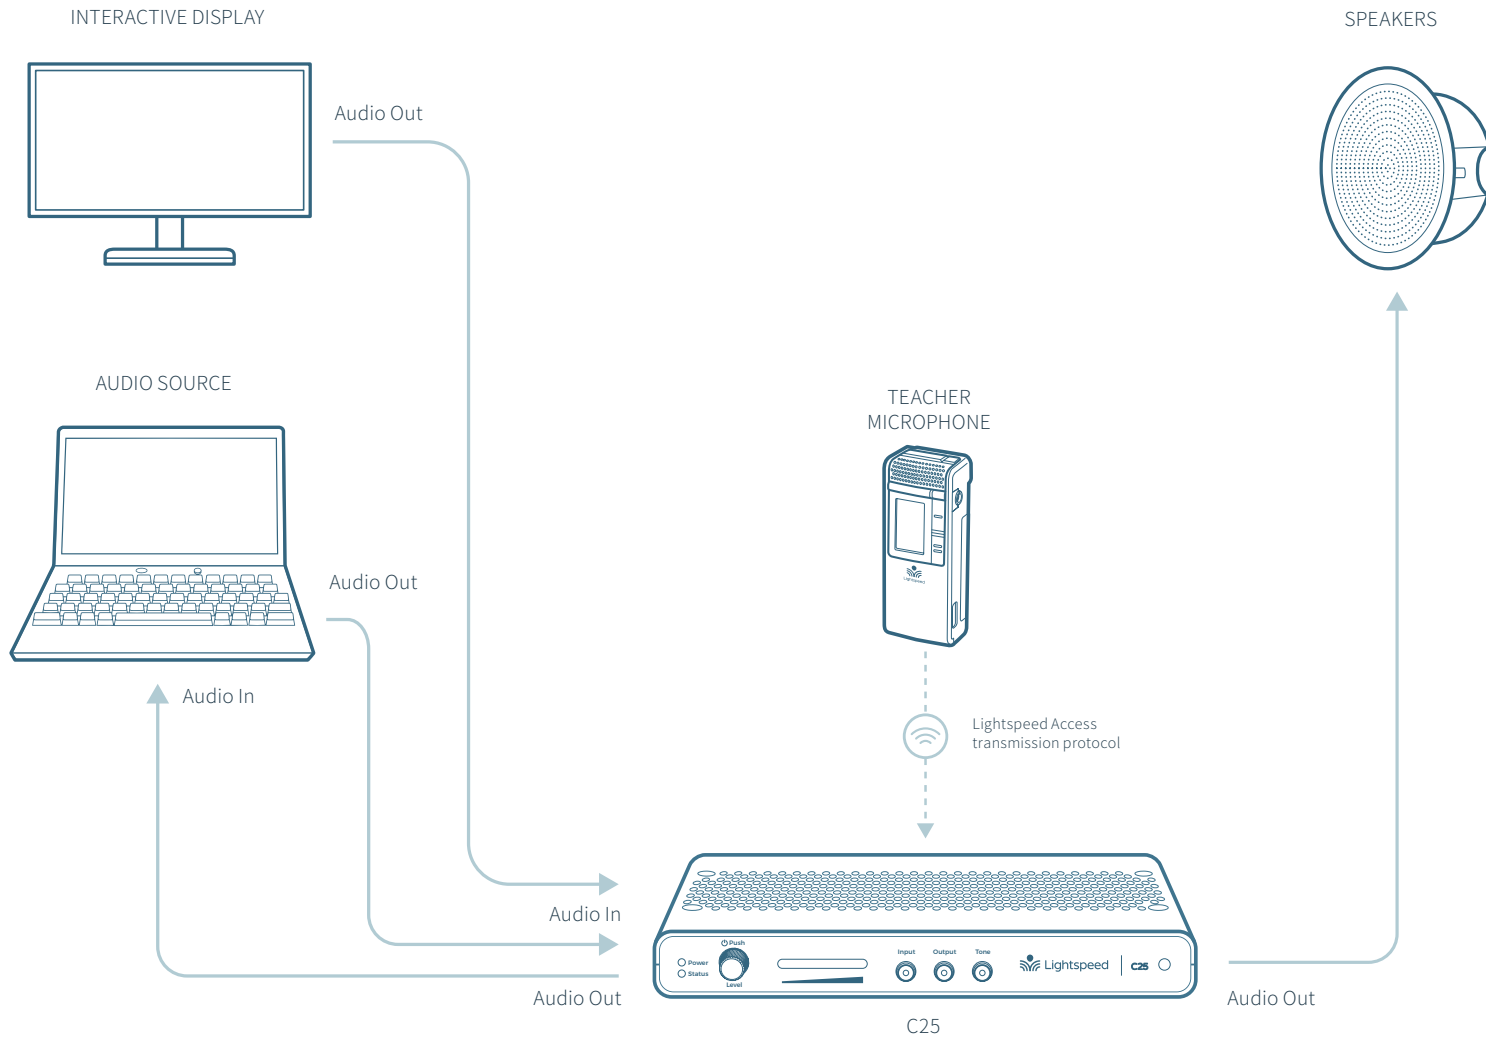 INTERACTIVE DISPLAY
SPEAKERS
Audio Out
AUDIO SOURCE
TEACHER
MICROPHONE
Lightspeed
Audio Out
Audio In
Lightspeed Access
transmission protocol
Audio In
Push
Power
Status
Level
Input
Output
Tone
Lightspeed
C25
Audio Out
Audio Out
C25